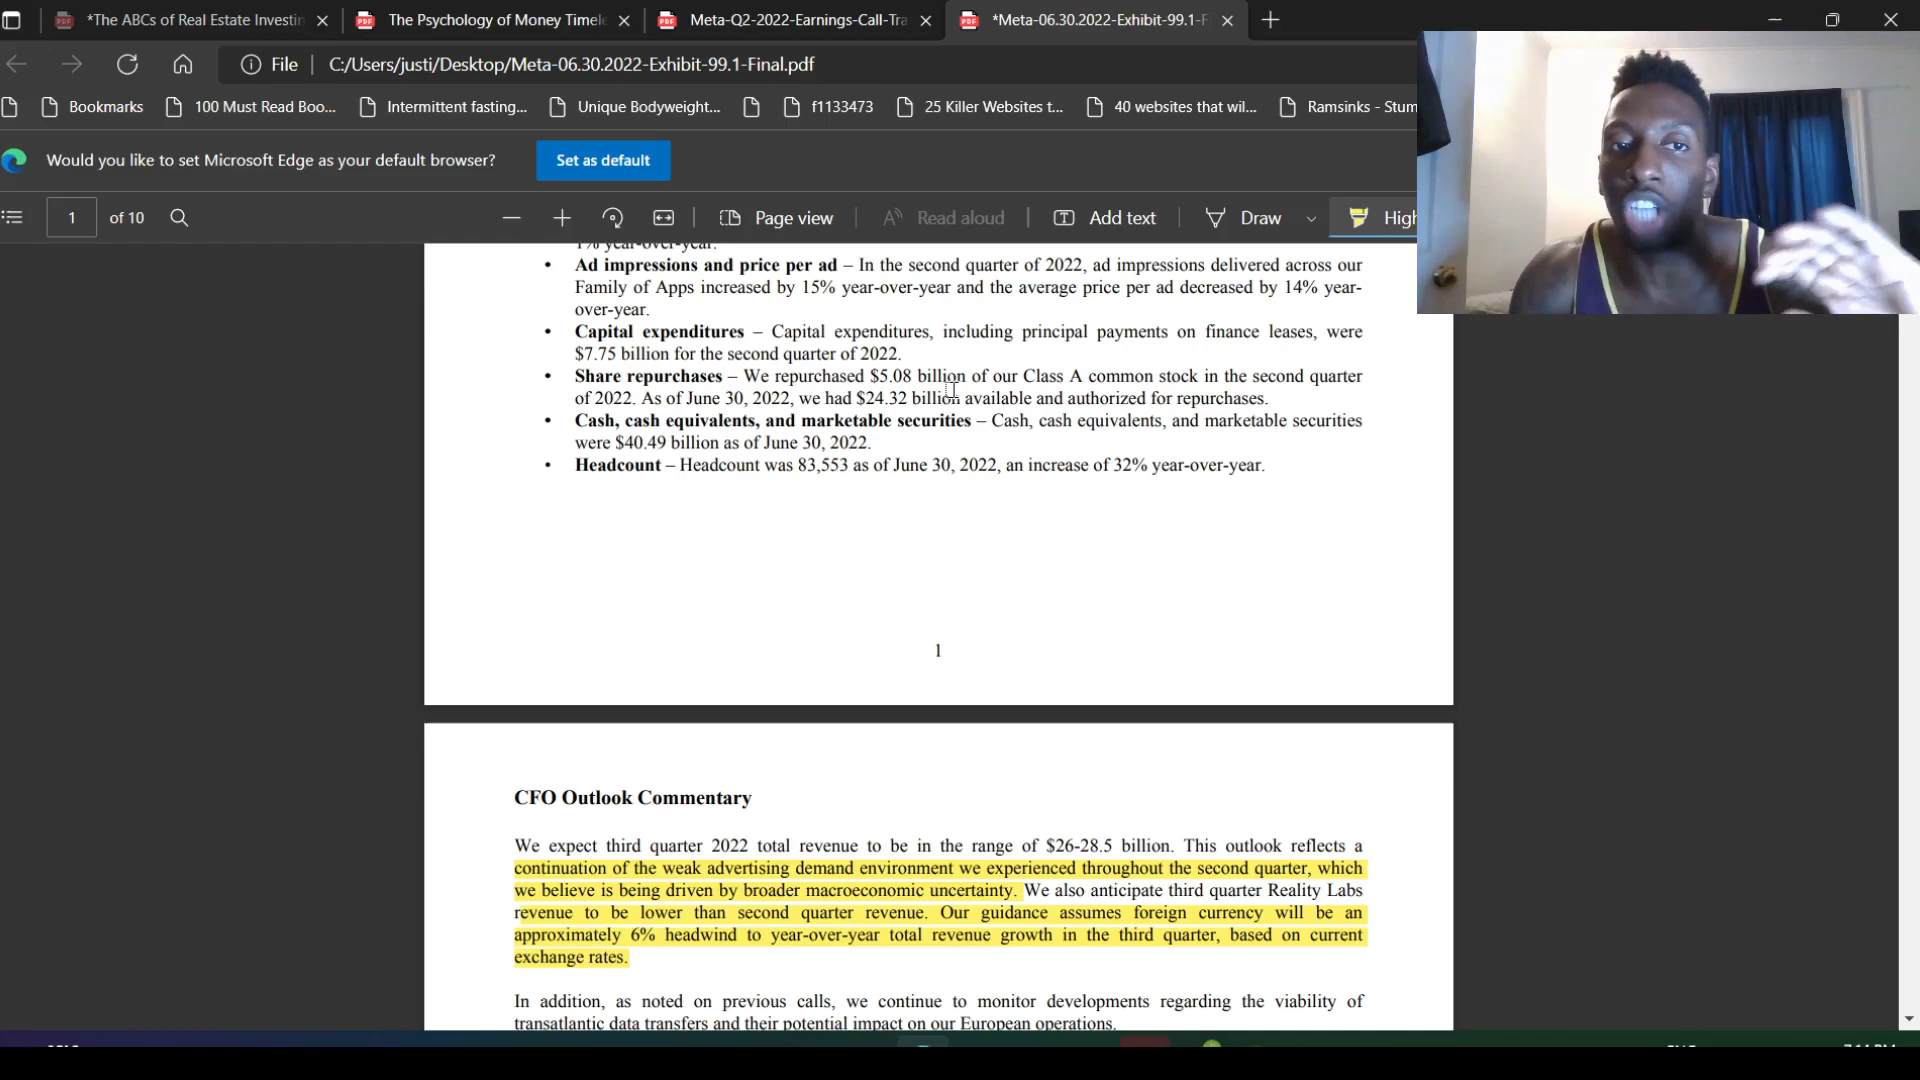 *The ABCs of Real Estate Investin
The Psychology of Money Timele
Meta-Q2-2022-Earnings-Call-Tra
*Meta-06.30.2022-Exhibit-99.1-F
File
C:/Users/justi/Desktop/Meta-06.30.2022-Exhibit-99.1-Final.pdf
Bookmarks
100 Must Read Boo...
Intermittent fasting...
Unique Bodyweight...
f1133473
25 Killer Websites t...
40 websites that wil...
Ramsinks - Stum
Would you like to set Microsoft Edge as your default browser?
Set as default
1
of 10
Page view
Read aloud
Add text
Draw
High
1% year-over-year.
• Ad impressions and price per ad – In the second quarter of 2022, ad impressions delivered across our
Family of Apps increased by 15% year-over-year and the average price per ad decreased by 14% year-
over-year.
• Capital expenditures – Capital expenditures, including principal payments on finance leases, were
$7.75 billion for the second quarter of 2022.
• Share repurchases – We repurchased $5.08 billion of our Class A common stock in the second quarter
of 2022. As of June 30, 2022, we had $24.32 billion available and authorized for repurchases.
• Cash, cash equivalents, and marketable securities – Cash, cash equivalents, and marketable securities
were $40.49 billion as of June 30, 2022.
• Headcount – Headcount was 83,553 as of June 30, 2022, an increase of 32% year-over-year.
1
CFO Outlook Commentary
We expect third quarter 2022 total revenue to be in the range of $26-28.5 billion. This outlook reflects a
continuation of the weak advertising demand environment we experienced throughout the second quarter, which
we believe is being driven by broader macroeconomic uncertainty. We also anticipate third quarter Reality Labs
revenue to be lower than second quarter revenue. Our guidance assumes foreign currency will be an
approximately 6% headwind to year-over-year total revenue growth in the third quarter, based on current
exchange rates.
In addition, as noted on previous calls, we continue to monitor developments regarding the viability of
transatlantic data transfers and their potential impact on our European operations.